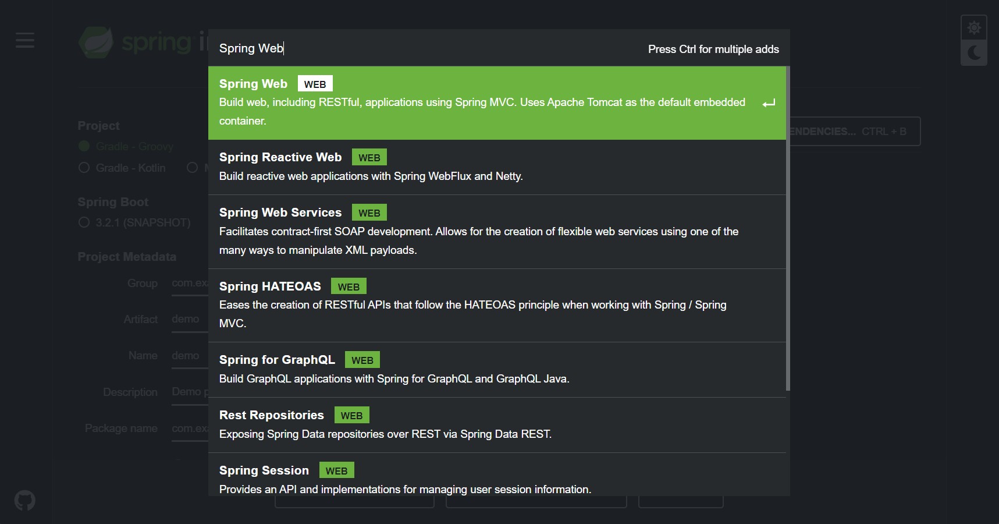 spring
Spring Web
Press Ctrl for multiple adds
Spring Web WEB
Build web, including RESTful, applications using Spring MVC. Uses Apache Tomcat as the default embedded
container.
Spring Reactive Web WEB
Build reactive web applications with Spring WebFlux and Netty.
Spring Web Services WEB
Facilitates contract-first SOAP development. Allows for the creation of flexible web services using one of the
many ways to manipulate XML payloads.
Spring HATEOAS WEB
Eases the creation of RESTful APIs that follow the HATEOAS principle when working with Spring / Spring
MVC.
Spring for GraphQL WEB
Build GraphQL applications with Spring for GraphQL and GraphQL Java.
Rest Repositories WEB
Exposing Spring Data repositories over REST via Spring Data REST.
Spring Session WEB
Provides an API and implementations for managing user session information.
Project
Gradle - Groovy
Gradle - Kotlin
Spring Boot
3.2.1 (SNAPSHOT)
Project Metadata
Group com.exa
Artifact demo
Name demo
Description Demo p
Package name com.exa
ENDENCIES... CTRL + B